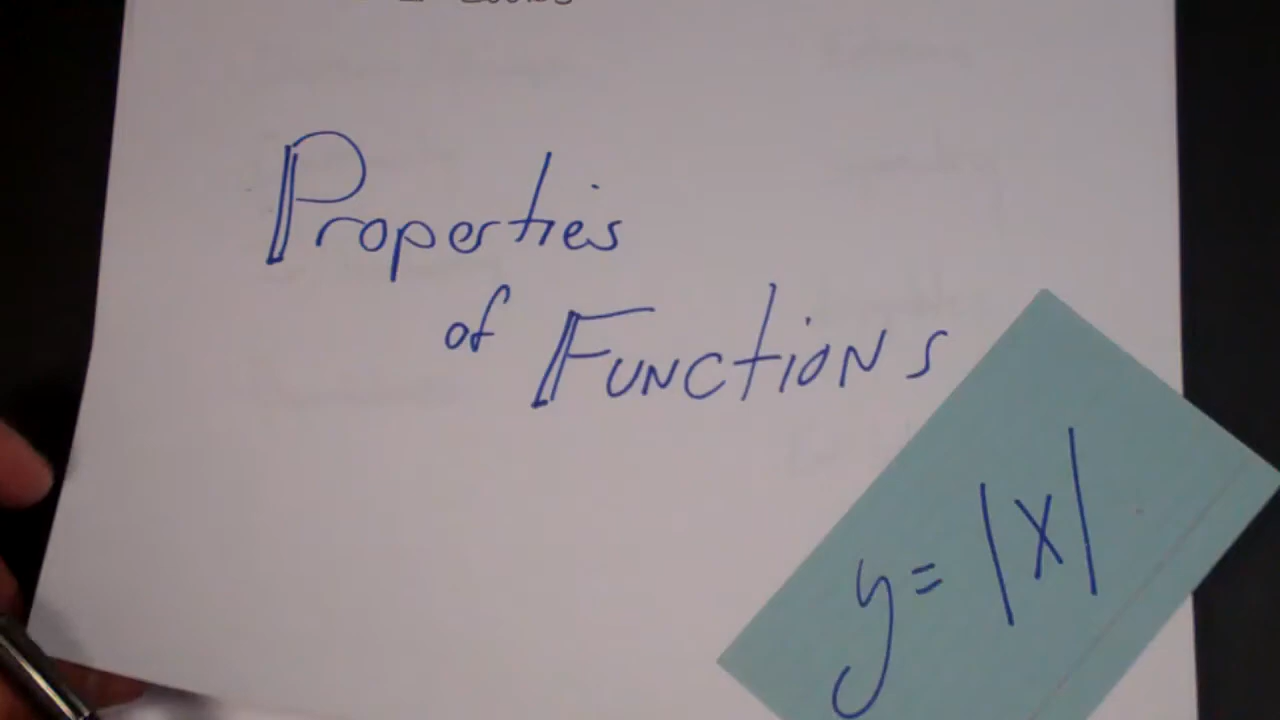 Properties
of Functions
y = |x|